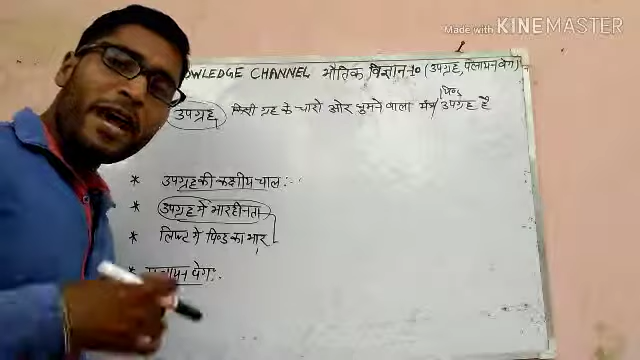 Made with KINEMASTER
KNOWLEDGE CHANNEL भौतिक विज्ञान-10 (उपग्रह, पलायन वेग)
उपग्रह किसी ग्रह के चारो ओर घुमने वाला यंत्र/पिण्ड उपग्रह है
* उपग्रह की कक्षीय चाल:-
* उपग्रह में भारहीनता
* लिफ्ट में पिण्ड का भार
* पलायन वेग: